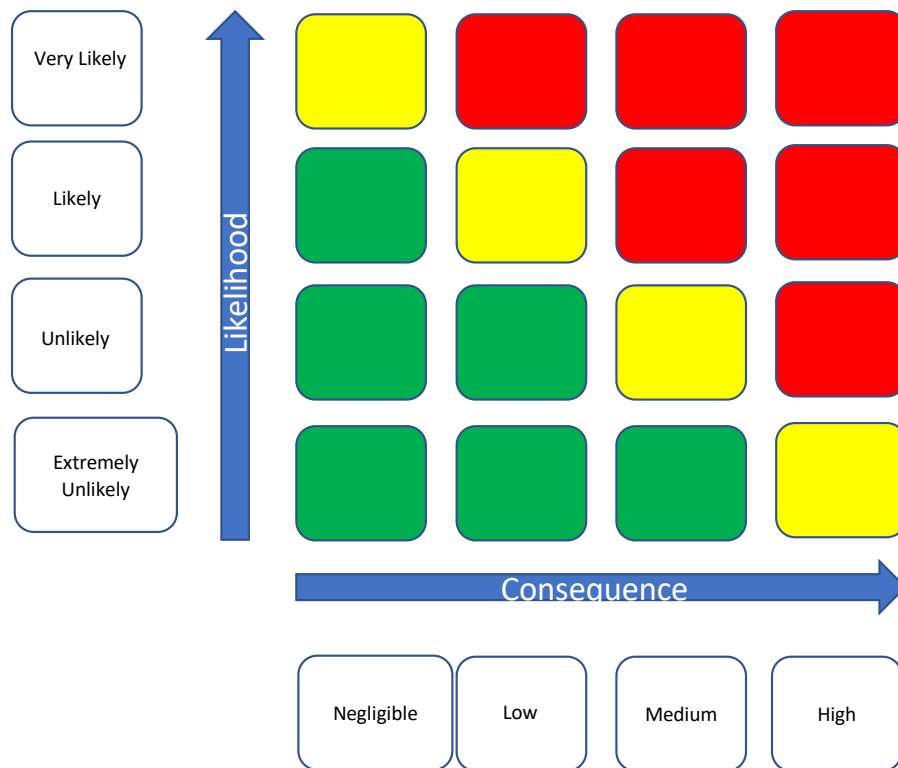 Very Likely
Likely
Unlikely
Extremely
Unlikely
Likelihood
Consequence
Negligible
Low
Medium
High